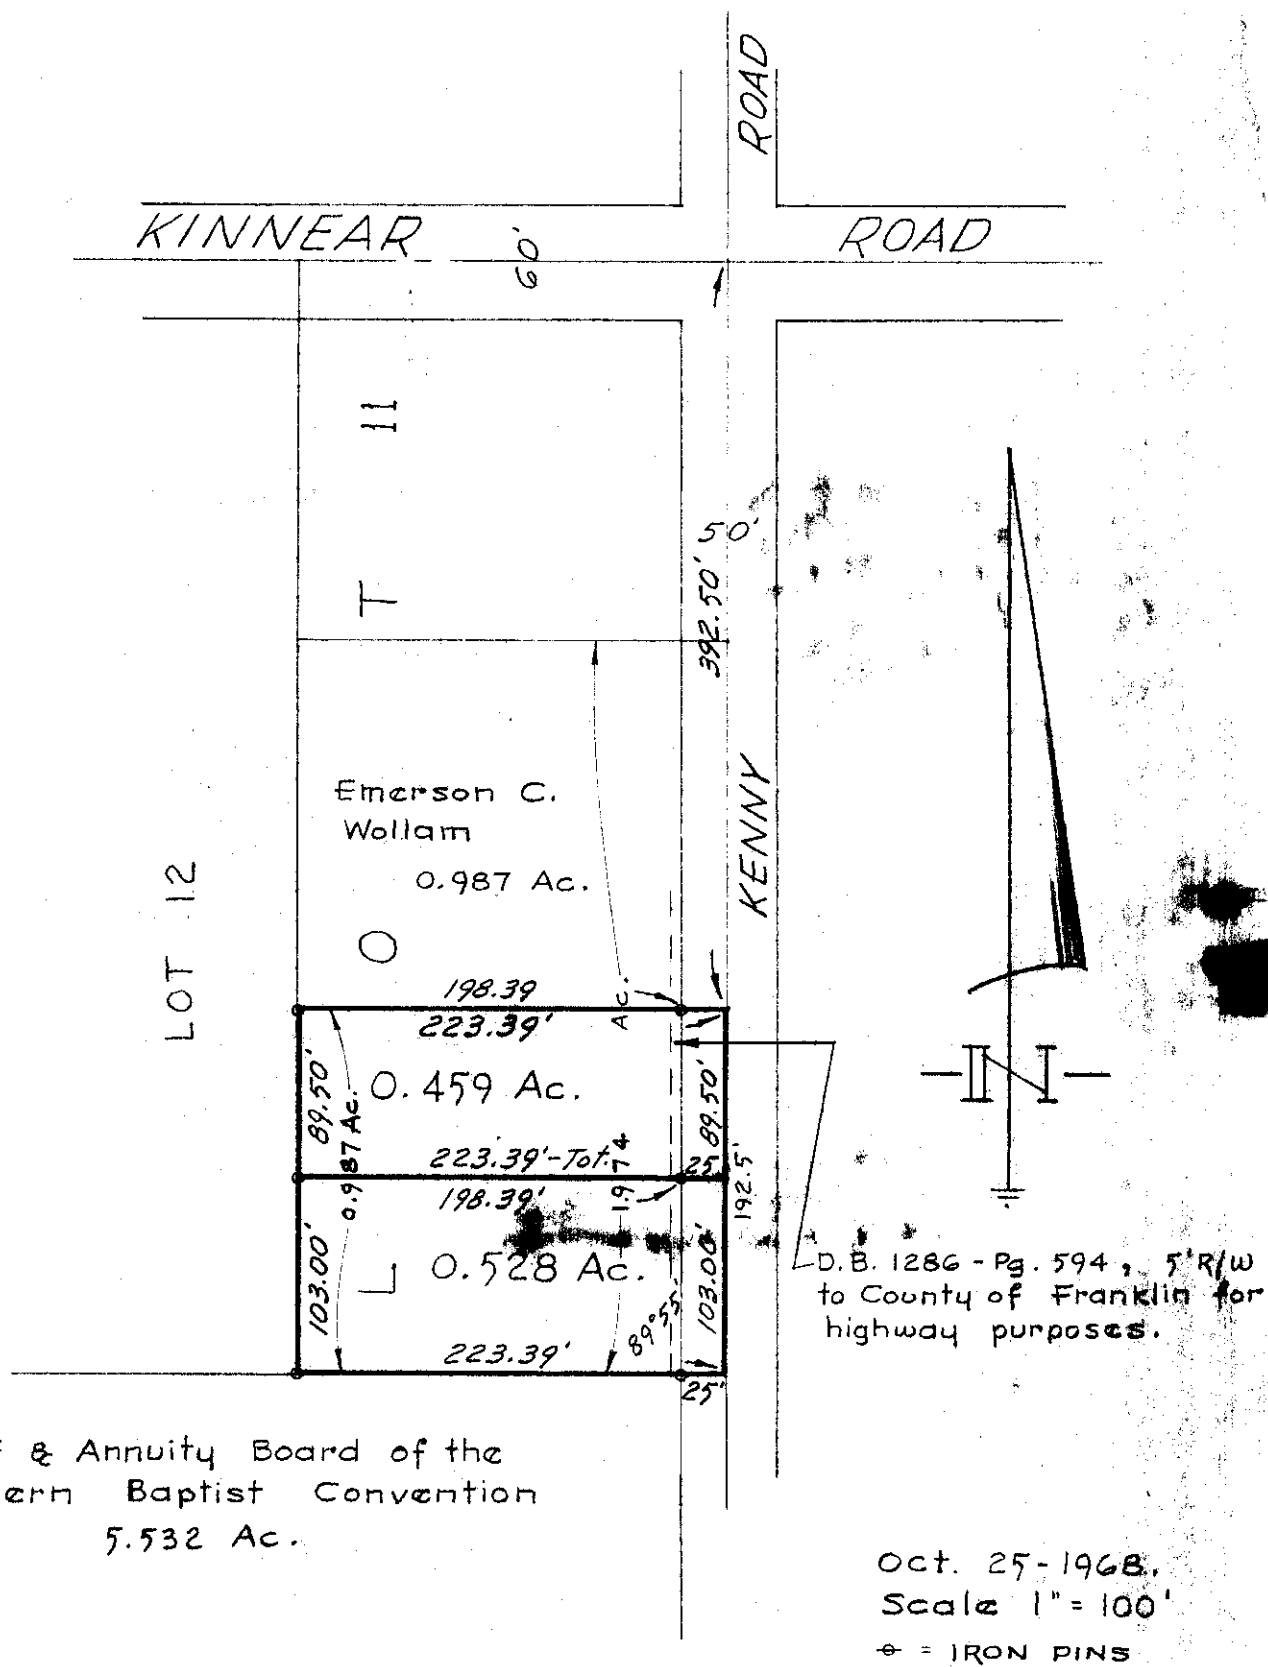 ROAD
KINNEAR
60'
ROAD
11
50'
392.50'
T
KENNY
Emerson C.
Wollam
0.987 Ac.
LOT 12
O
198.39
223.39'
Ac.
89.50'
0.459 Ac.
89.50'
0.987 Ac.
223.39'-Tot.
1.974
25'
192.5'
198.39'
N
103.00'
L
0.528 Ac.
103.00'
89°55'
223.39'
25'
D.B. 1286 - Pg. 594, 5' R/W
to County of Franklin for
highway purposes.
& Annuity Board of the
ern Baptist Convention
5.532 Ac.
Oct. 25-1968.
Scale 1" = 100'
= IRON PINS